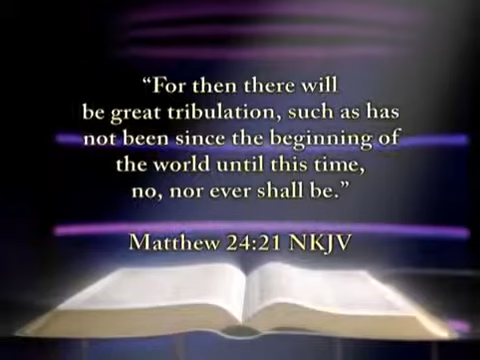 “For then there will
be great tribulation, such as has
not been since the beginning of
the world until this time,
no, nor ever shall be.”
Matthew 24:21 NKJV